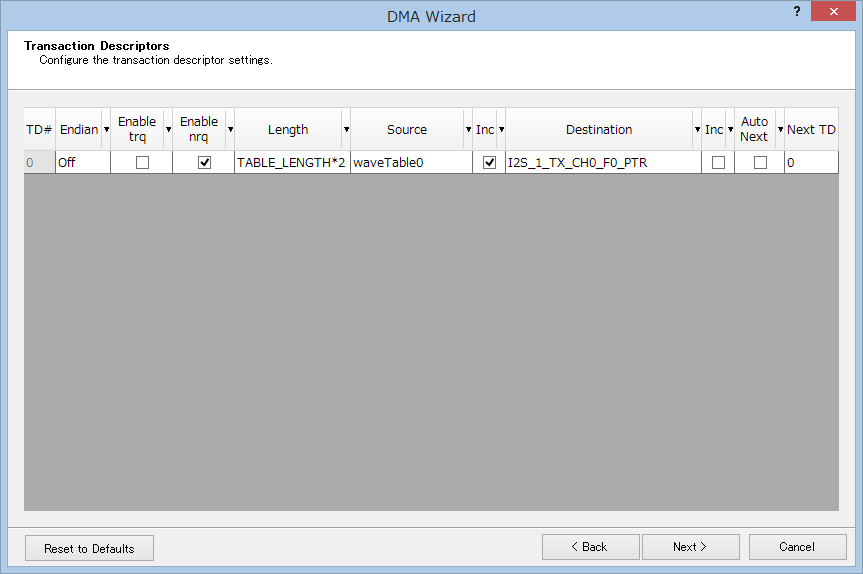 DMA Wizard
?
Transaction Descriptors
Configure the transaction descriptor settings.
TD# Endian Enable trq Enable nrq Length Source Inc Destination Inc Auto Next Next TD
0 Off TABLE_LENGTH*2 waveTable0 I2S_1_TX_CH0_F0_PTR 0
Reset to Defaults < Back Next > Cancel